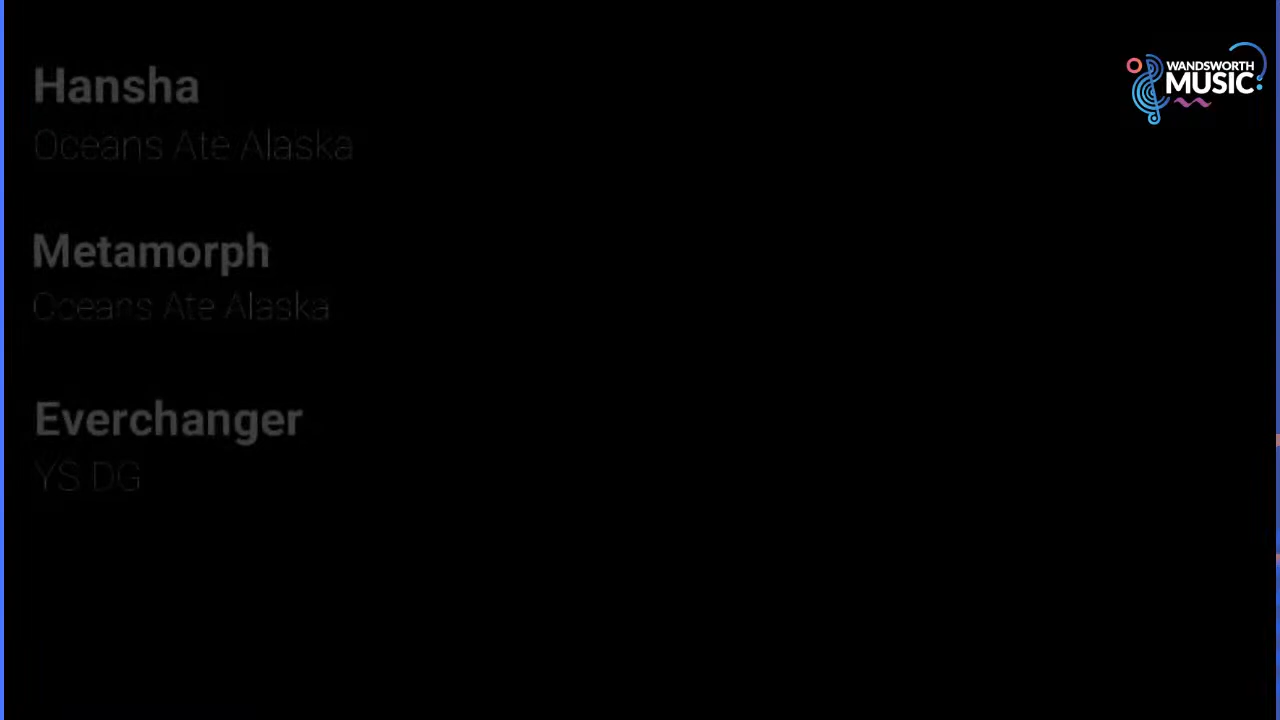 Hansha
Oceans Ate Alaska
Metamorph
Oceans Ate Alaska
Everchanger
YS DG
WANDSWORTH
MUSIC